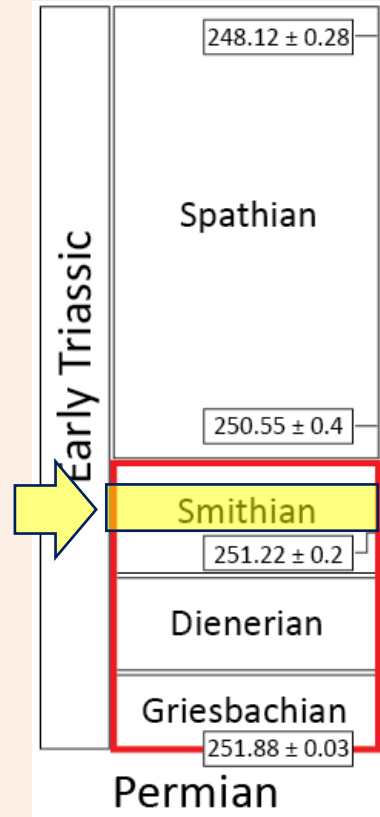 248.12 ± 0.28
Early Triassic
Spathian
250.55 ± 0.4
Smithian
251.22 ± 0.2
Dienerian
Griesbachian
251.88 ± 0.03
Permian